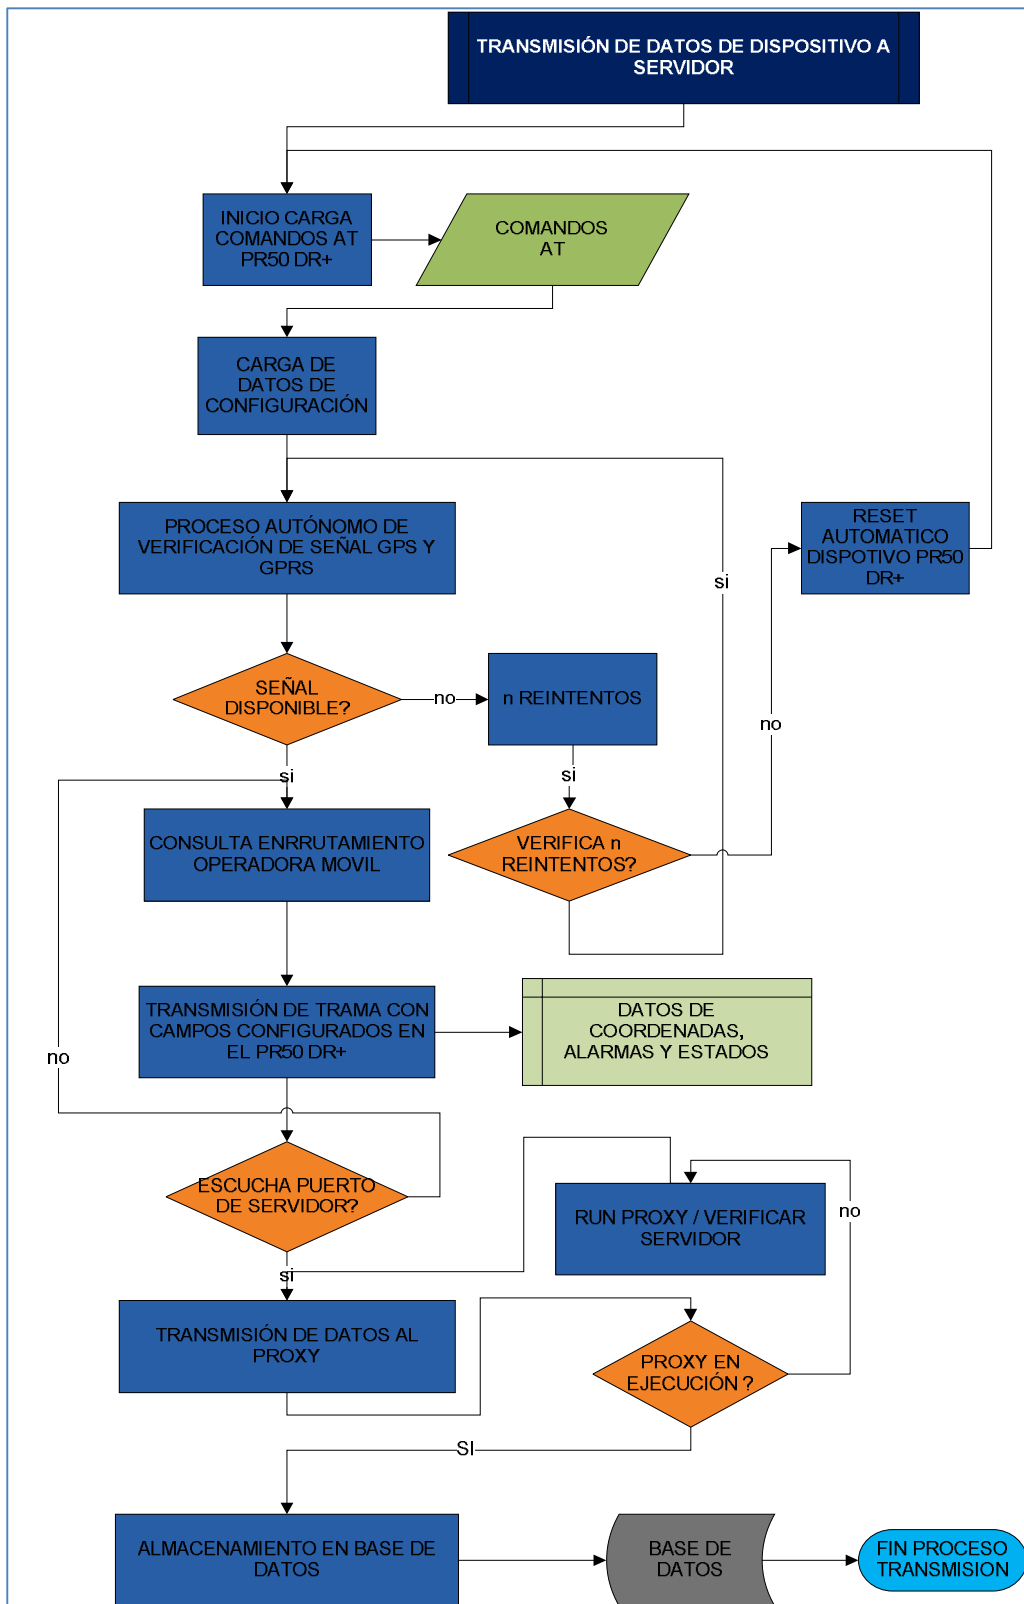 TRANSMISIÓN DE DATOS DE DISPOSITIVO A
SERVIDOR
INICIO CARGA
COMANDOS AT
PR50 DR+
COMANDOS
AT
CARGA DE
DATOS DE
CONFIGURACIÓN
PROCESO AUTÓNOMO DE
VERIFICACIÓN DE SEÑAL GPS Y
GPRS
RESET
AUTOMATICO
DISPOTIVO PR50
DR+
si
SEÑAL
DISPONIBLE?
no
n REINTENTOS
no
si
si
CONSULTA ENRRUTAMIENTO
OPERADORA MOVIL
VERIFICA n
REINTENTOS?
TRANSMISIÓN DE TRAMA CON
CAMPOS CONFIGURADOS EN
EL PR50 DR+
DATOS DE
COORDENADAS,
ALARMAS Y ESTADOS
no
ESCUCHA PUERTO
DE SERVIDOR?
RUN PROXY / VERIFICAR
SERVIDOR
no
si
TRANSMISIÓN DE DATOS AL
PROXY
PROXY EN
EJECUCIÓN ?
SI
ALMACENAMIENTO EN BASE DE
DATOS
BASE DE
DATOS
FIN PROCESO
TRANSMISION